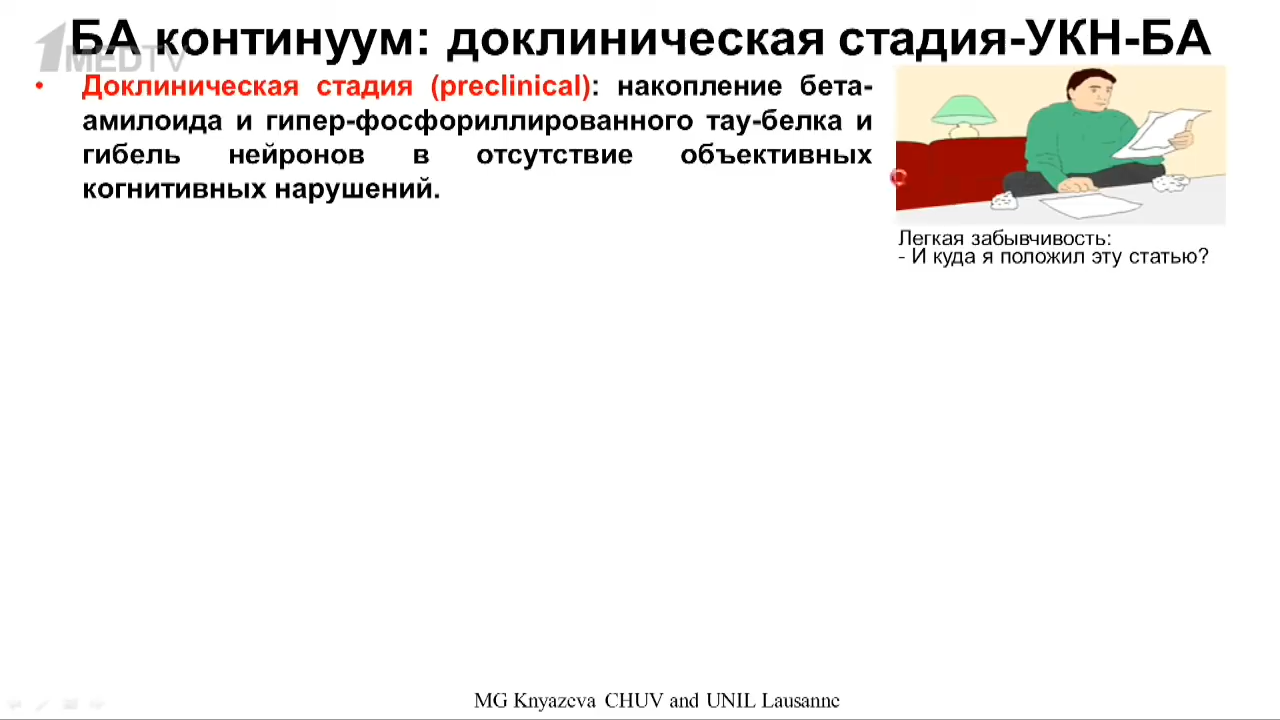 БА континуум: доклиническая стадия-УКН-БА
1MEDTV
• Доклиническая стадия (preclinical): накопление бета-
амилоида и гипер-фосфориллированного тау-белка и
гибель нейронов в отсутствие объективных
когнитивных нарушений.
Легкая забывчивость:
- И куда я положил эту статью?
MG Knyazeva CHUV and UNIL Lausanne